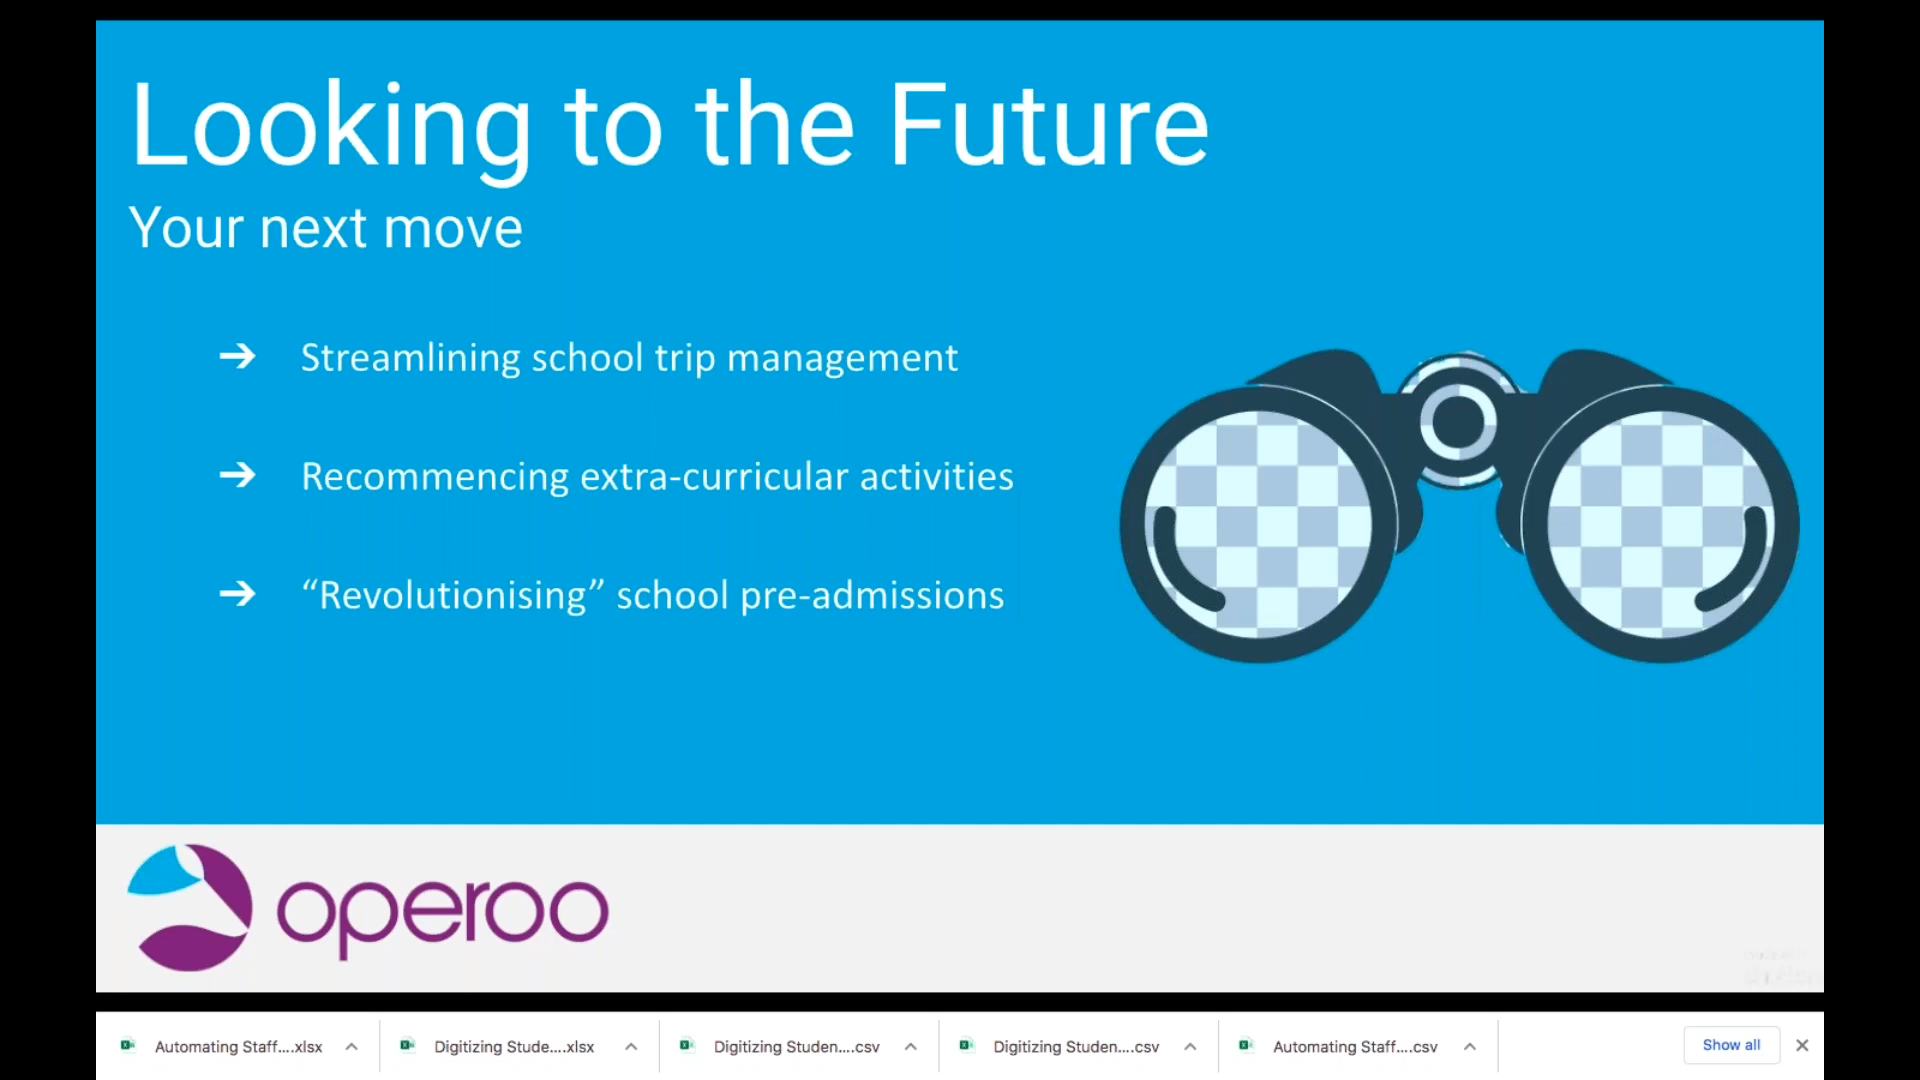 Looking to the Future
Your next move
➔ Streamlining school trip management
➔ Recommencing extra-curricular activities
➔ “Revolutionising” school pre-admissions
operoo
Automating Staff....xlsx
Digitizing Stude....xlsx
Digitizing Studen....csv
Digitizing Studen....csv
Automating Staff....csv
Show all